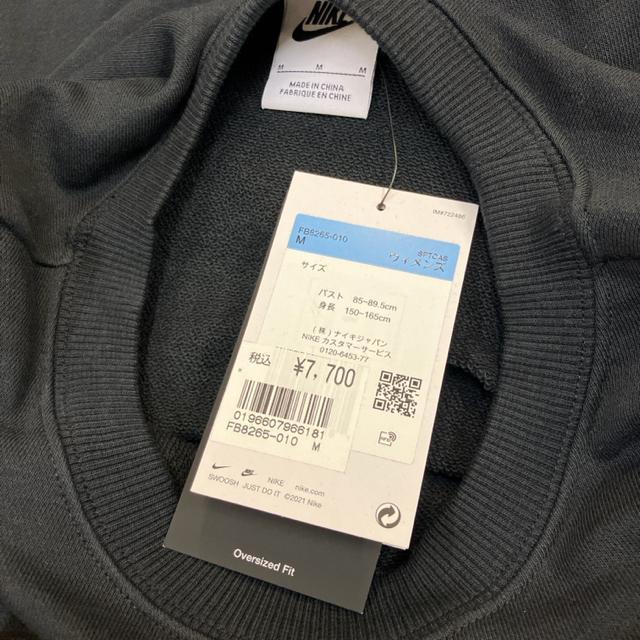 NIKE
M M M
MADE IN CHINA
FABRIQUE EN CHINE
IM#722486
FB8265-010
M
SPTCAS
ウィメンズ
サイズ
バスト 85~89.5cm
身長 150~165cm
(株)ナイキジャパン
NIKE カスタマーサービス
0120-6453-77
税込 ¥7,700
0196607966181
FB8265-010 M
NIKE nike.com
SWOOSH JUST DO IT ©2021 Nike
Oversized Fit